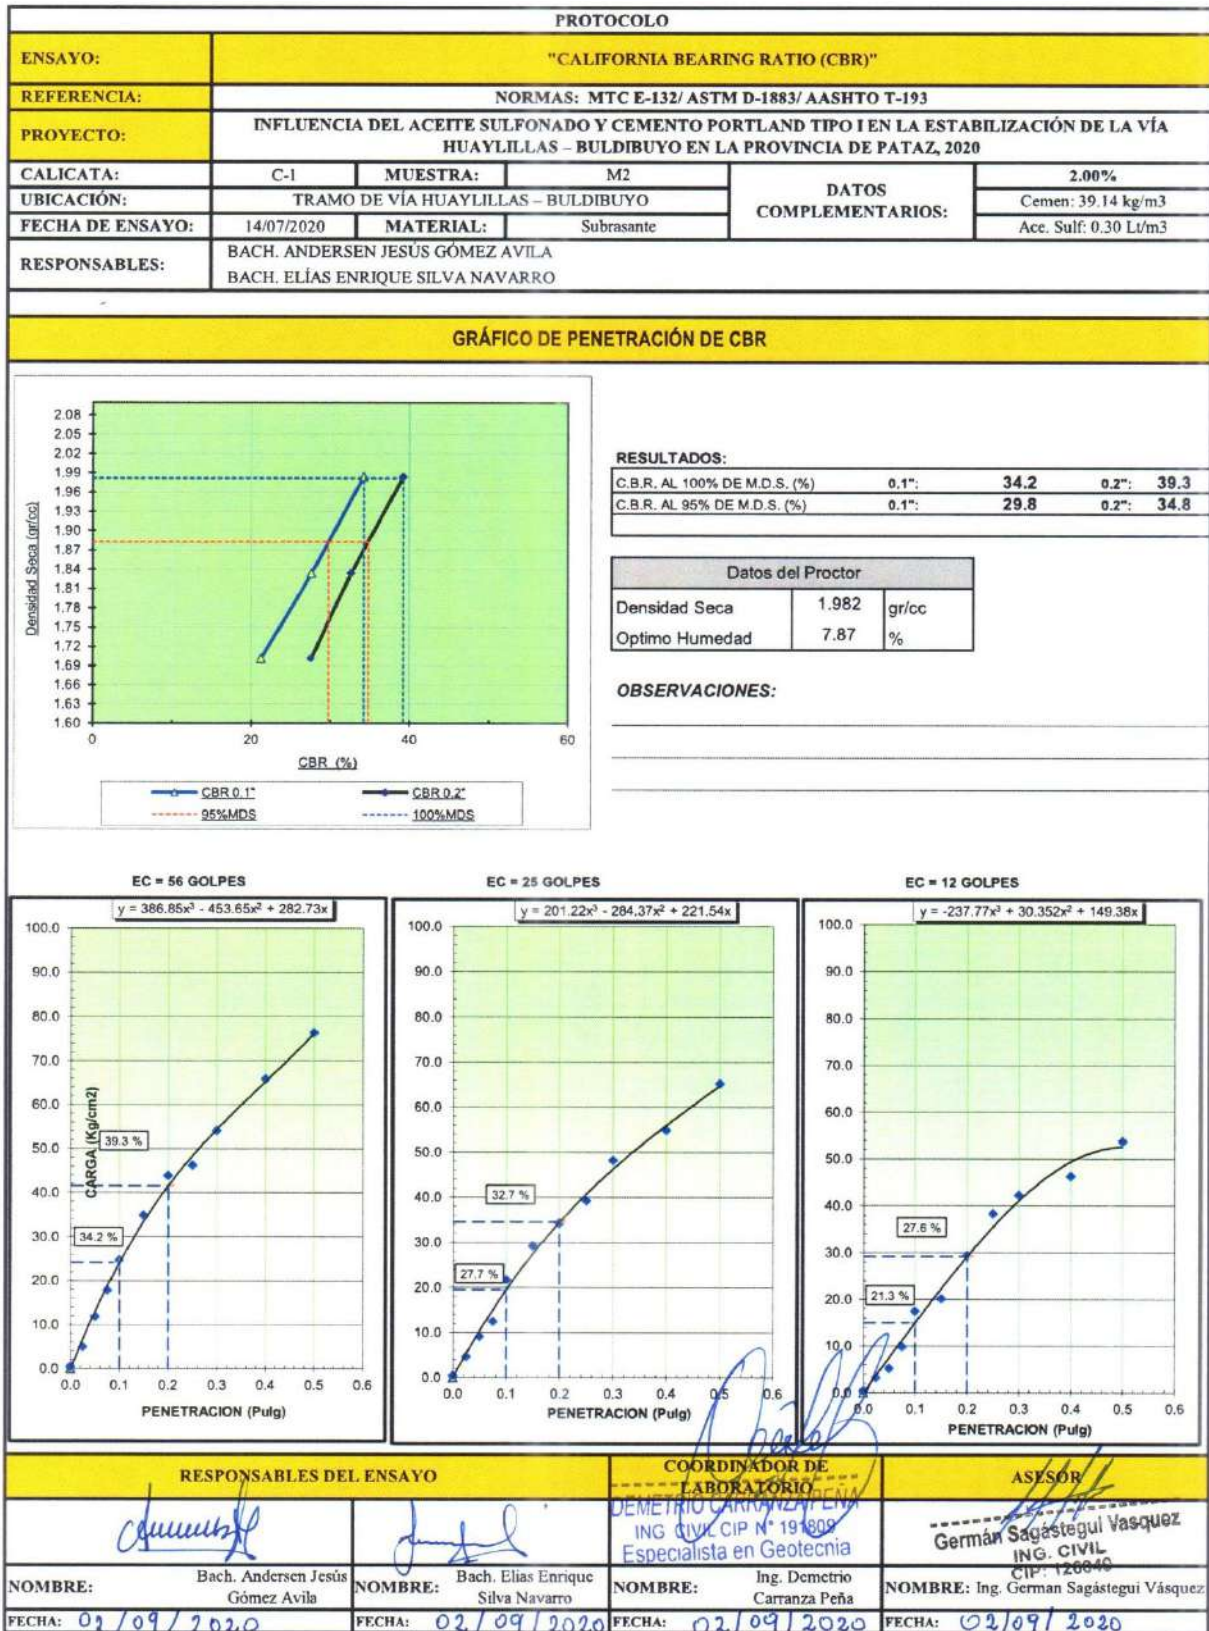 PROTOCOLO
ENSAYO: "CALIFORNIA BEARING RATIO (CBR)"
REFERENCIA: NORMAS: MTC E-132/ ASTM D-1883/ AASHTO T-193
PROYECTO: INFLUENCIA DEL ACEITE SULFONADO Y CEMENTO PORTLAND TIPO I EN LA ESTABILIZACIÓN DE LA VÍA
HUAYLILLAS – BULDIBUYO EN LA PROVINCIA DE PATAZ, 2020
CALICATA: C-1 MUESTRA: M2 DATOS COMPLEMENTARIOS: 2.00%
UBICACIÓN: TRAMO DE VÍA HUAYLILLAS – BULDIBUYO Cemen: 39.14 kg/m3
FECHA DE ENSAYO: 14/07/2020 MATERIAL: Subrasante Ace. Sulf: 0.30 Lt/m3
RESPONSABLES: BACH. ANDERSEN JESÚS GÓMEZ AVILA
BACH. ELÍAS ENRIQUE SILVA NAVARRO
GRÁFICO DE PENETRACIÓN DE CBR
Densidad Seca (gr/cc)
2.08
2.05
2.02
1.99
1.96
1.93
1.90
1.87
1.84
1.81
1.78
1.75
1.72
1.69
1.66
1.63
1.60
0 20 40 60
CBR (%)
CBR 0.1" CBR 0.2"
95%MDS 100%MDS
RESULTADOS:
C.B.R. AL 100% DE M.D.S. (%) 0.1": 34.2 0.2": 39.3
C.B.R. AL 95% DE M.D.S. (%) 0.1": 29.8 0.2": 34.8
Datos del Proctor
Densidad Seca 1.982 gr/cc
Optimo Humedad 7.87 %
OBSERVACIONES:
EC = 56 GOLPES
y = 386.85x³ - 453.65x² + 282.73x
100.0
90.0
80.0
70.0
60.0
50.0
40.0
30.0
20.0
10.0
0.0
CARGA (Kg/cm2)
39.3 %
34.2 %
0.0 0.1 0.2 0.3 0.4 0.5 0.6
PENETRACION (Pulg)
EC = 25 GOLPES
y = 201.22x³ - 284.37x² + 221.54x
100.0
90.0
80.0
70.0
60.0
50.0
40.0
30.0
20.0
10.0
0.0
32.7 %
27.7 %
0.0 0.1 0.2 0.3 0.4 0.5 0.6
PENETRACION (Pulg)
EC = 12 GOLPES
y = -237.77x³ + 30.352x² + 149.38x
100.0
90.0
80.0
70.0
60.0
50.0
40.0
30.0
20.0
10.0
0.0
27.6 %
21.3 %
0.0 0.1 0.2 0.3 0.4 0.5 0.6
PENETRACION (Pulg)
RESPONSABLES DEL ENSAYO COORDINADOR DE LABORATORIO ASESOR
DEMETRIO CARRANZA PEÑA
ING CIVIL CIP N° 191809
Especialista en Geotecnia
Germán Sagástegui Vasquez
ING. CIVIL
CIP: 126640
NOMBRE: Bach. Andersen Jesús Gómez Avila NOMBRE: Bach. Elias Enrique Silva Navarro NOMBRE: Ing. Demetrio Carranza Peña NOMBRE: Ing. German Sagástegui Vásquez
FECHA: 02/09/2020 FECHA: 02/09/2020 FECHA: 02/09/2020 FECHA: 02/09/2020